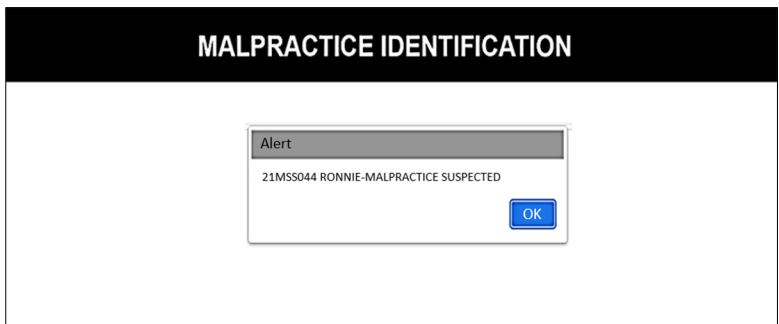 MALPRACTICE IDENTIFICATION
Alert
21MSS044 RONNIE-MALPRACTICE SUSPECTED
OK